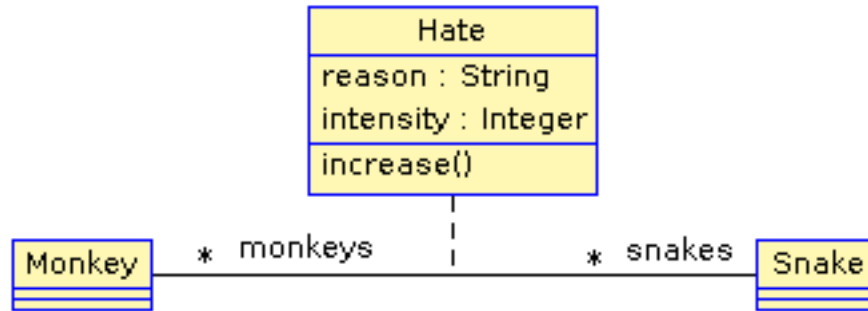 Hate
reason : String
intensity : Integer
increase()
* monkeys
* snakes
Monkey
Snake